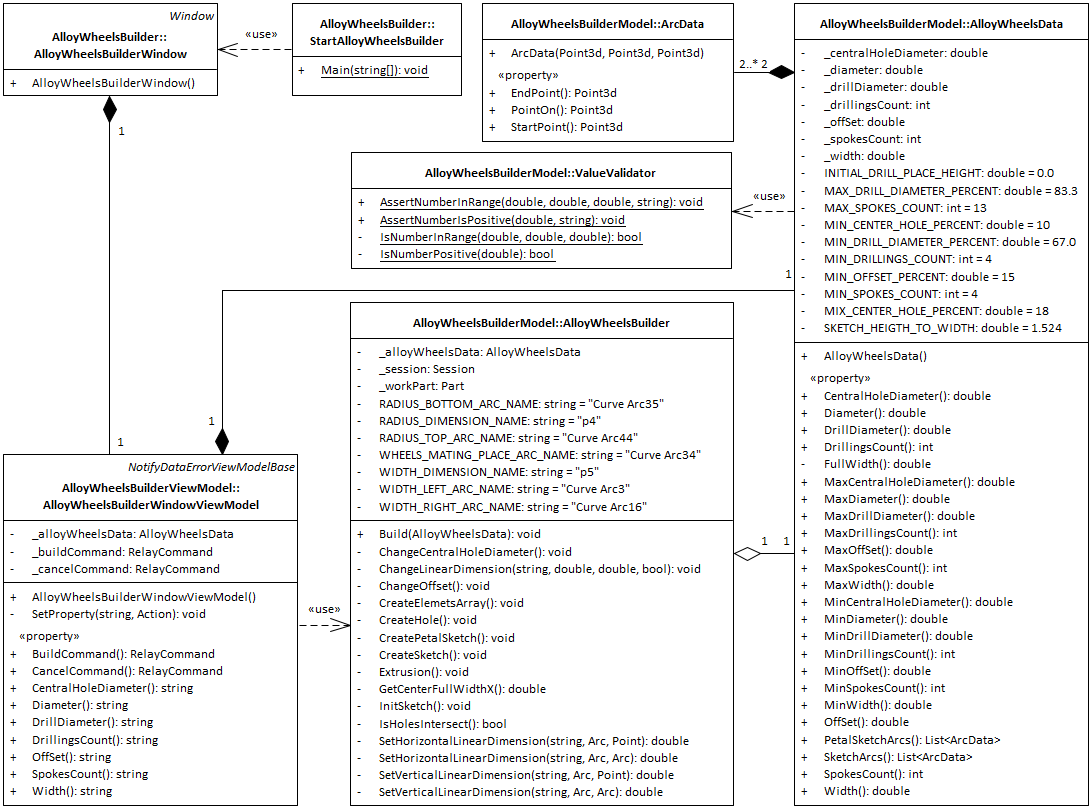 Window
AlloyWheelsBuilder::
AlloyWheelsBuilderWindow
+ AlloyWheelsBuilderWindow()
«use»
AlloyWheelsBuilder::
StartAlloyWheelsBuilder
+ Main(string[]): void
AlloyWheelsBuilderModel::ArcData
+ ArcData(Point3d, Point3d, Point3d)
«property»
+ EndPoint(): Point3d
+ PointOn(): Point3d
+ StartPoint(): Point3d
2..* 2
AlloyWheelsBuilderModel::AlloyWheelsData
- _centralHoleDiameter: double
- _diameter: double
- _drillDiameter: double
- _drillingsCount: int
- _offSet: double
- _spokesCount: int
- _width: double
- INITIAL_DRILL_PLACE_HEIGHT: double = 0.0
- MAX_DRILL_DIAMETER_PERCENT: double = 83.3
- MAX_SPOKES_COUNT: int = 13
- MIN_CENTER_HOLE_PERCENT: double = 10
- MIN_DRILL_DIAMETER_PERCENT: double = 67.0
- MIN_DRILLINGS_COUNT: int = 4
- MIN_OFFSET_PERCENT: double = 15
- MIN_SPOKES_COUNT: int = 4
- MIX_CENTER_HOLE_PERCENT: double = 18
- SKETCH_HEIGTH_TO_WIDTH: double = 1.524
+ AlloyWheelsData()
«property»
+ CentralHoleDiameter(): double
+ Diameter(): double
+ DrillDiameter(): double
+ DrillingsCount(): int
- FullWidth(): double
+ MaxCentralHoleDiameter(): double
+ MaxDiameter(): double
+ MaxDrillDiameter(): double
+ MaxDrillingsCount(): int
+ MaxOffSet(): double
+ MaxSpokesCount(): int
+ MaxWidth(): double
+ MinCentralHoleDiameter(): double
+ MinDiameter(): double
+ MinDrillDiameter(): double
+ MinDrillingsCount(): int
+ MinOffSet(): double
+ MinSpokesCount(): int
+ MinWidth(): double
+ OffSet(): double
+ PetalSketchArcs(): List<ArcData>
+ SketchArcs(): List<ArcData>
+ SpokesCount(): int
+ Width(): double
AlloyWheelsBuilderModel::ValueValidator
+ AssertNumberInRange(double, double, double, string): void
+ AssertNumberIsPositive(double, string): void
- IsNumberInRange(double, double, double): bool
- IsNumberPositive(double): bool
«use»
1
1
1
1
AlloyWheelsBuilderModel::AlloyWheelsBuilder
- _alloyWheelsData: AlloyWheelsData
- _session: Session
- _workPart: Part
- RADIUS_BOTTOM_ARC_NAME: string = "Curve Arc35"
- RADIUS_DIMENSION_NAME: string = "p4"
- RADIUS_TOP_ARC_NAME: string = "Curve Arc44"
- WHEELS_MATING_PLACE_ARC_NAME: string = "Curve Arc34"
- WIDTH_DIMENSION_NAME: string = "p5"
- WIDTH_LEFT_ARC_NAME: string = "Curve Arc3"
- WIDTH_RIGHT_ARC_NAME: string = "Curve Arc16"
+ Build(AlloyWheelsData): void
- ChangeCentralHoleDiameter(): void
- ChangeLinearDimension(string, double, double, bool): void
- ChangeOffset(): void
- CreateElemetsArray(): void
- CreateHole(): void
- CreatePetalSketch(): void
- CreateSketch(): void
- Extrusion(): void
- GetCenterFullWidthX(): double
- InitSketch(): void
- IsHolesIntersect(): bool
- SetHorizontalLinearDimension(string, Arc, Point): double
- SetHorizontalLinearDimension(string, Arc, Arc): double
- SetVerticalLinearDimension(string, Arc, Point): double
- SetVerticalLinearDimension(string, Arc, Arc): double
1 1
NotifyDataErrorViewModelBase
AlloyWheelsBuilderViewModel::
AlloyWheelsBuilderWindowViewModel
- _alloyWheelsData: AlloyWheelsData
- _buildCommand: RelayCommand
- _cancelCommand: RelayCommand
+ AlloyWheelsBuilderWindowViewModel()
- SetProperty(string, Action): void
«property»
+ BuildCommand(): RelayCommand
+ CancelCommand(): RelayCommand
+ CentralHoleDiameter(): string
+ Diameter(): string
+ DrillDiameter(): string
+ DrillingsCount(): string
+ OffSet(): string
+ SpokesCount(): string
+ Width(): string
«use»